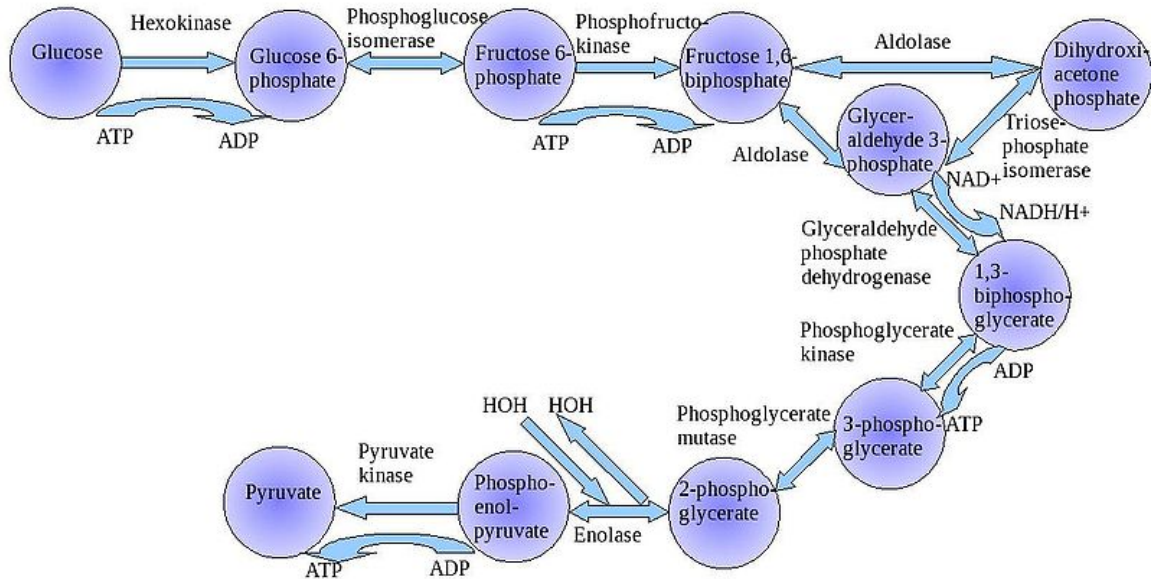 Hexokinase
Glucose
ATP
ADP
Glucose 6-
phosphate
Phosphoglucose
isomerase
Fructose 6-
phosphate
Phosphofructo-
kinase
ATP
ADP
Fructose 1,6-
biphosphate
Aldolase
Dihydroxi-
acetone
phosphate
Aldolase
Glycer-
aldehyde 3-
phosphate
Triose-
phosphate
isomerase
NAD+
NADH/H+
Glyceraldehyde
phosphate
dehydrogenase
1,3-
biphospho-
glycerate
Phosphoglycerate
kinase
ADP
ATP
3-phospho-
glycerate
Phosphoglycerate
mutase
2-phospho
glycerate
HOH
HOH
Enolase
Phospho-
enol-
pyruvate
Pyruvate
kinase
ADP
ATP
Pyruvate